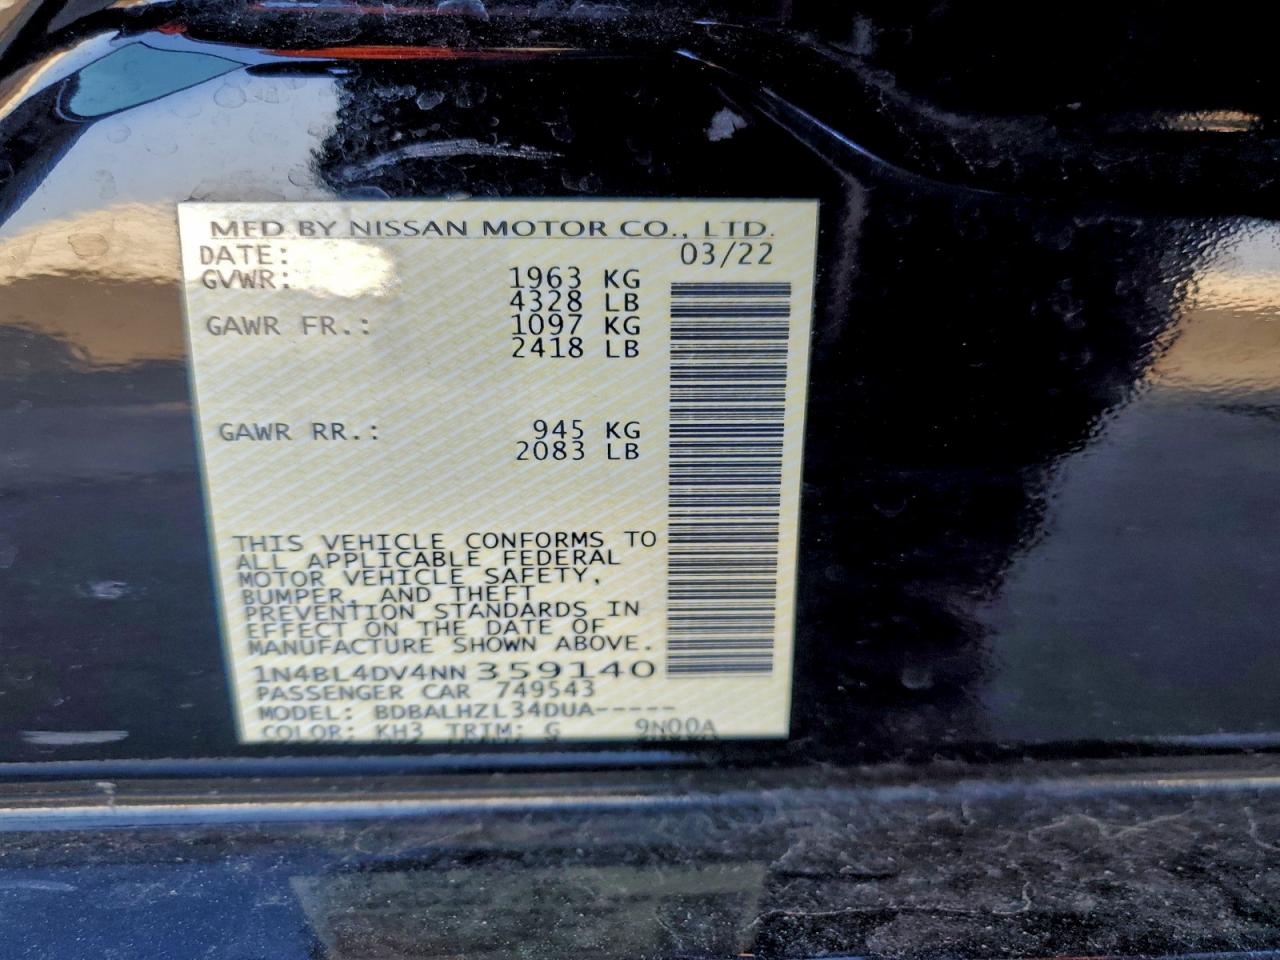 MFD BY NISSAN MOTOR CO., LTD.
DATE: 03/22
GVWR: 1963 KG
4328 LB
GAWR FR.: 1097 KG
2418 LB
GAWR RR.: 945 KG
2083 LB
THIS VEHICLE CONFORMS TO
ALL APPLICABLE FEDERAL
MOTOR VEHICLE SAFETY,
BUMPER, AND THEFT
PREVENTION STANDARDS IN
EFFECT ON THE DATE OF
MANUFACTURE SHOWN ABOVE.
1N4BL4DV4NN359140
PASSENGER CAR 749543
MODEL: BDBALHZL34DUA-----
COLOR: KH3 TRIM: G 9N00A